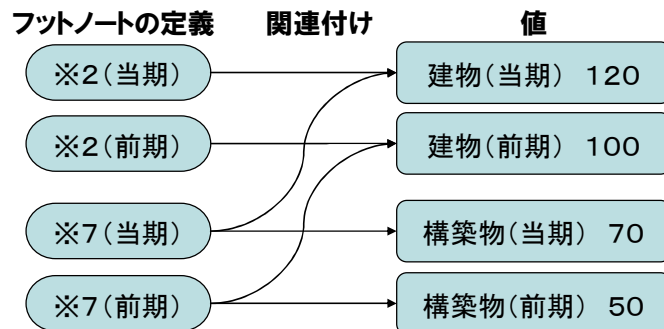 フットノートの定義 関連付け 値
※2(当期) 建物(当期) 120
※2(前期) 建物(前期) 100
※7(当期) 構築物(当期) 70
※7(前期) 構築物(前期) 50